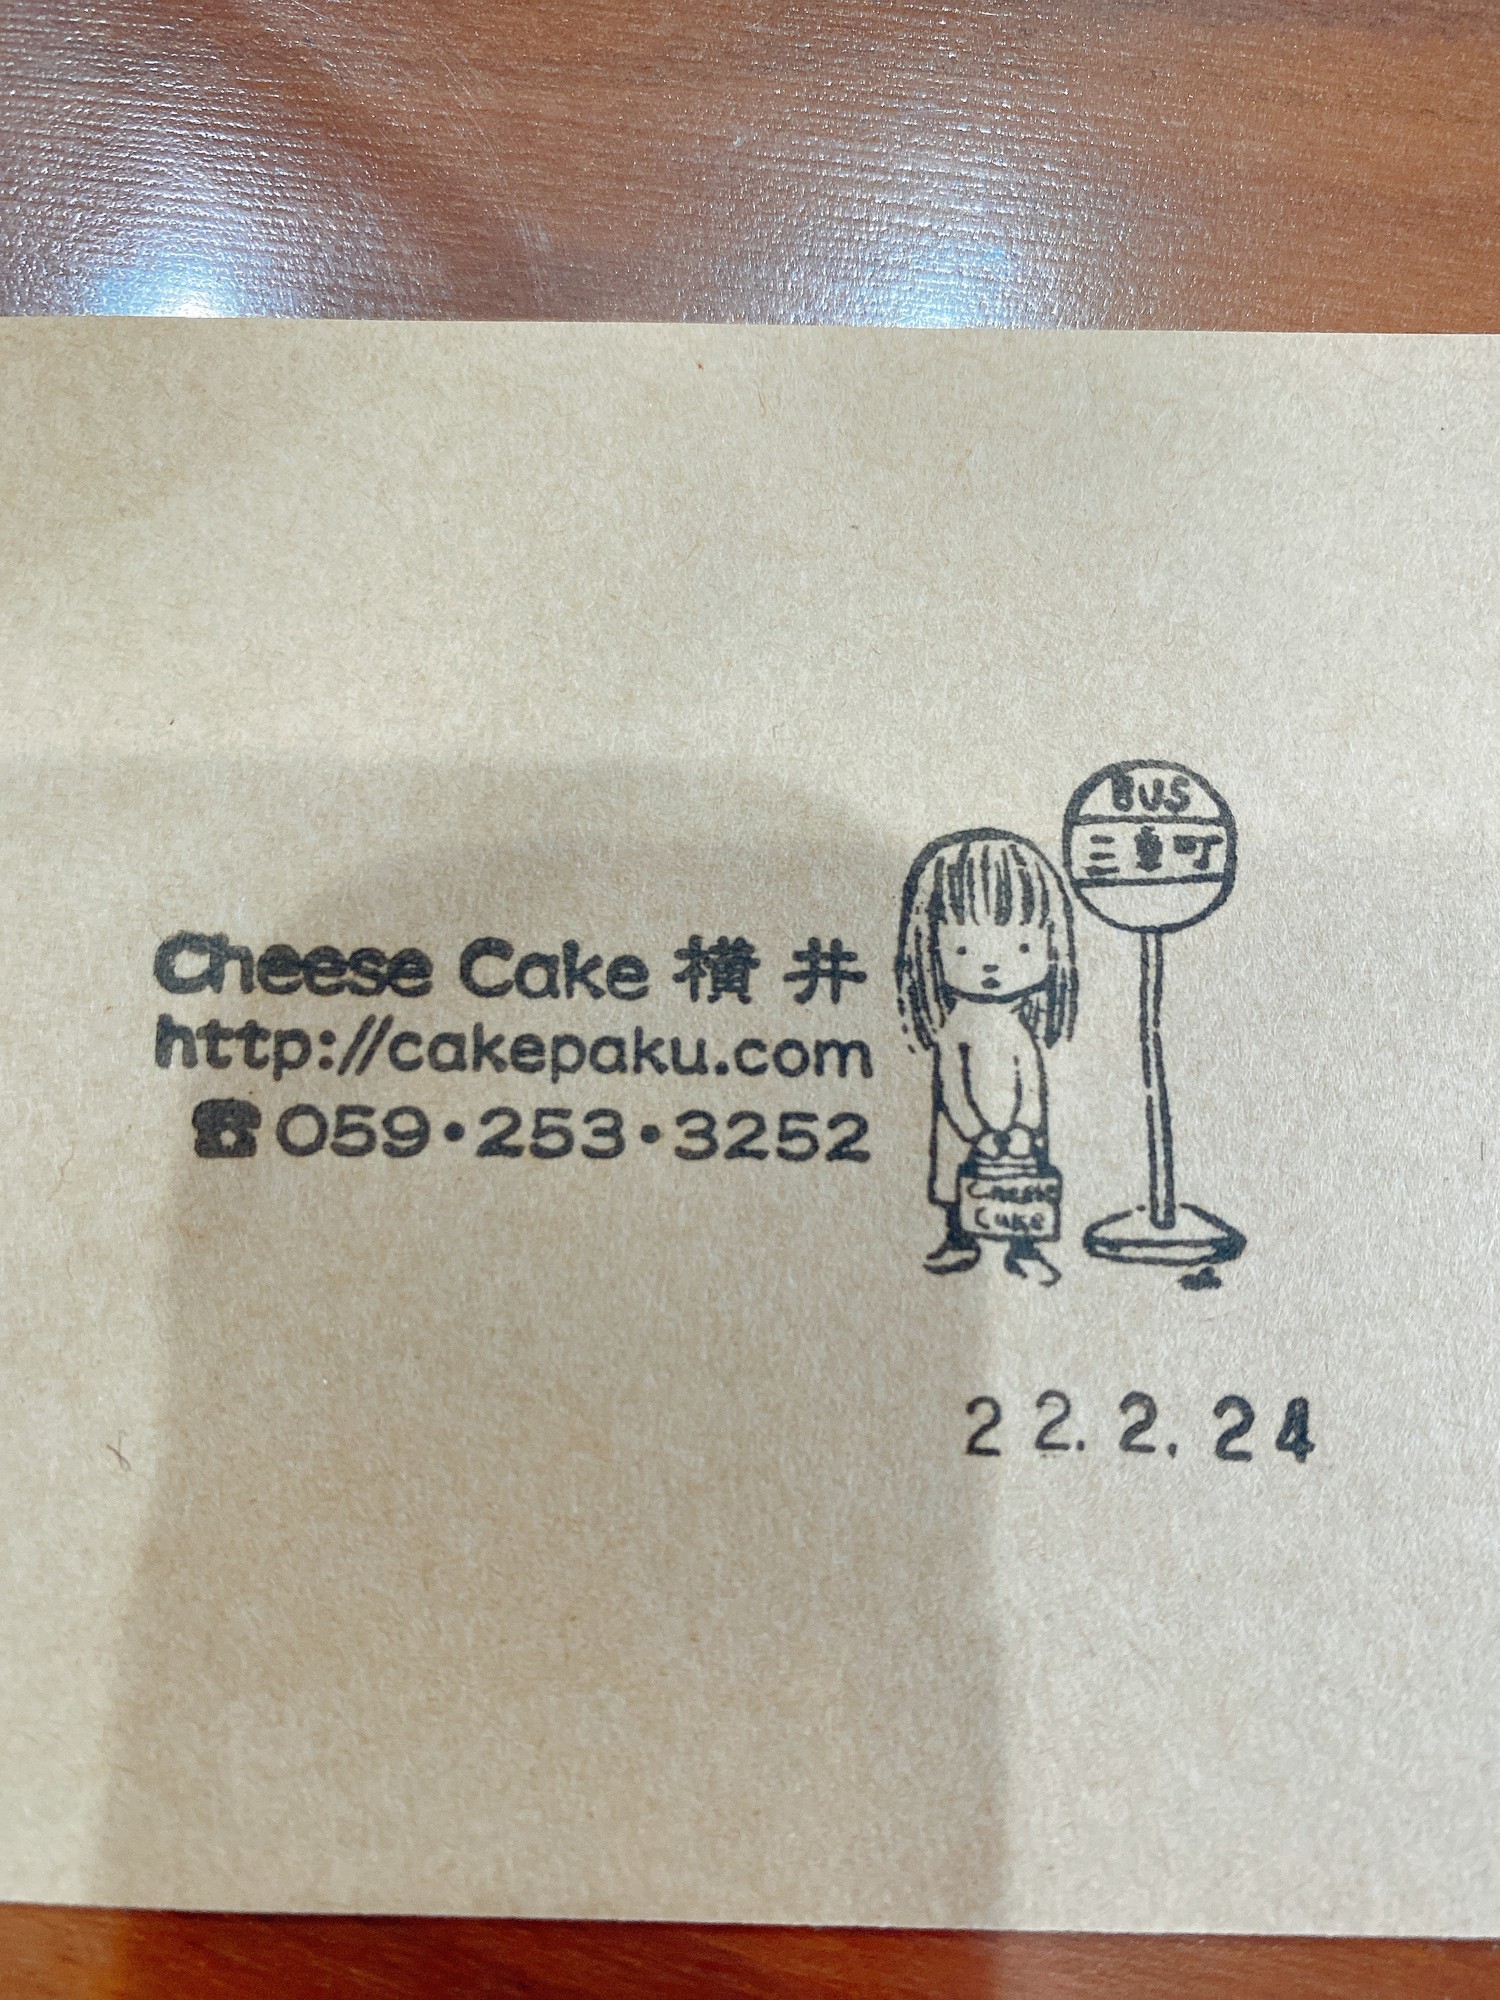 BUS
三重町
Cheese Cake 横井
http://cakepaku.com
☎059・253・3252
Cheese
Cake
22.2.24